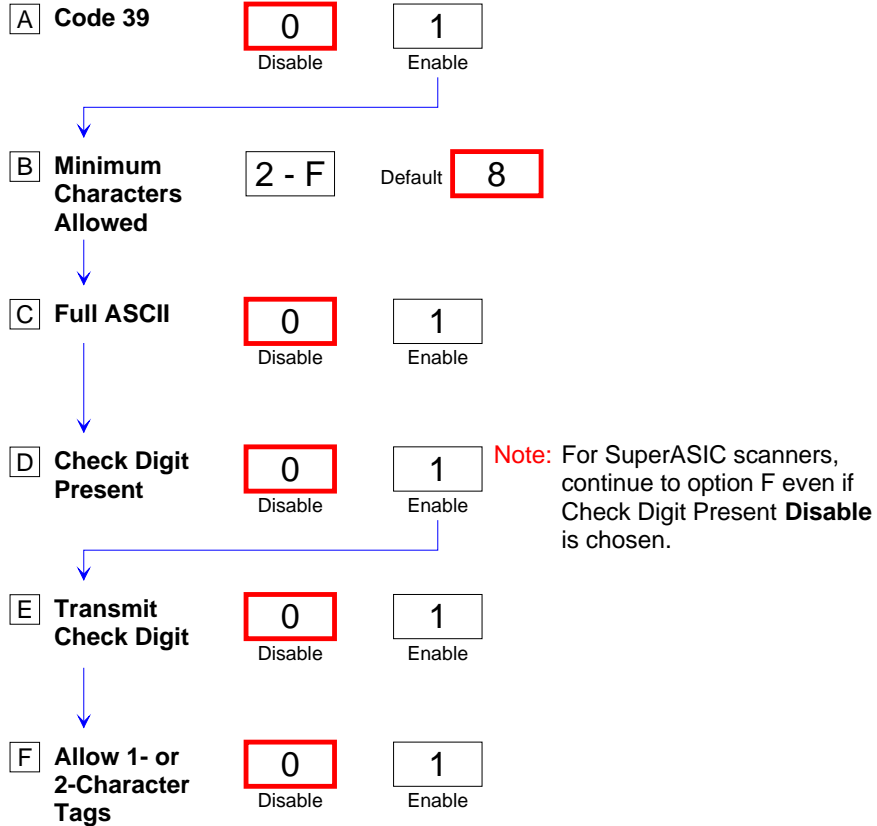 A Code 39 0 1
Disable Enable
B Minimum 2 - F Default 8
Characters
Allowed
C Full ASCII 0 1
Disable Enable
D Check Digit 0 1 Note: For SuperASIC scanners,
Present Disable Enable continue to option F even if
Check Digit Present Disable
is chosen.
E Transmit 0 1
Check Digit Disable Enable
F Allow 1- or 0 1
2-Character Disable Enable
Tags